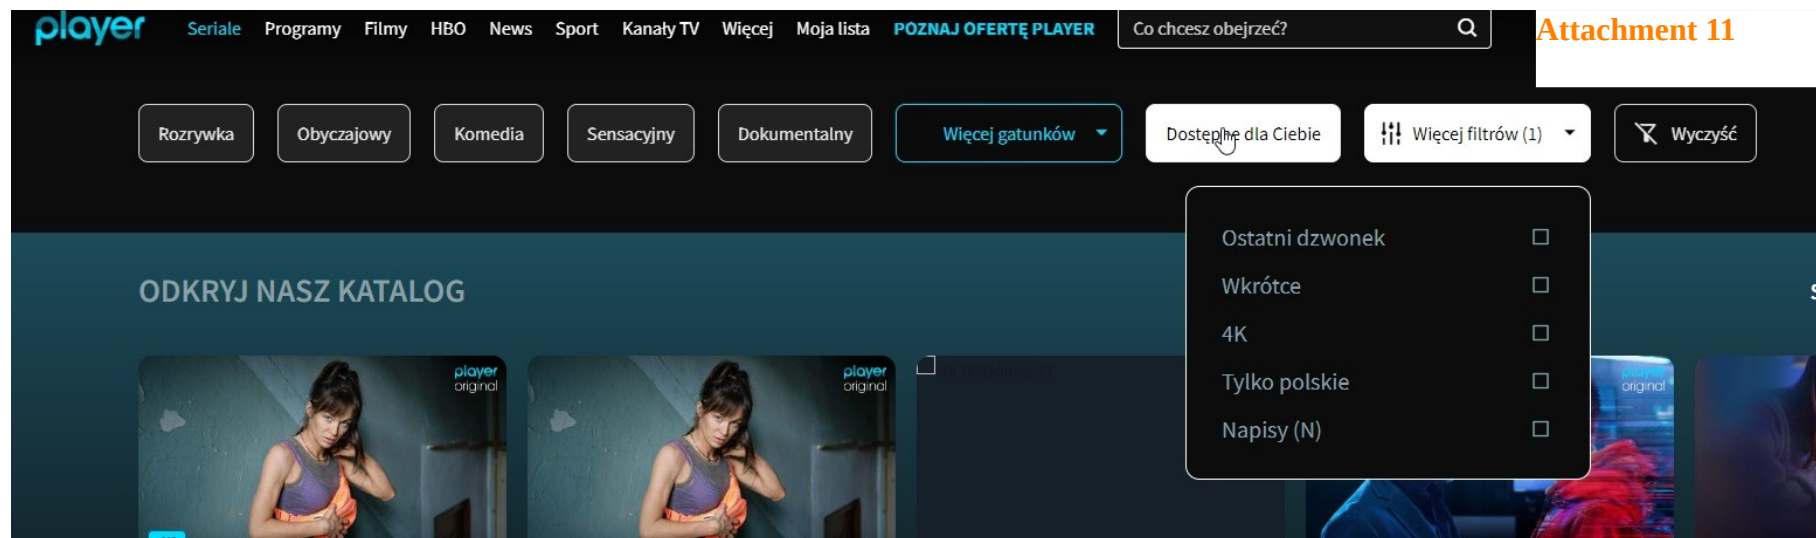 player Seriale Programy Filmy HBO News Sport Kanały TV Więcej Moja lista POZNAJ OFERTĘ PLAYER Co chcesz obejrzeć?
Attachment 11
Rozrywka Obyczajowy Komedia Sensacyjny Dokumentalny Więcej gatunków Dostępne dla Ciebie Więcej filtrów (1) Wyczyść
Ostatni dzwonek
Wkrótce
4K
Tylko polskie
Napisy (N)
ODKRYJ NASZ KATALOG
player
original
player
original
player
original